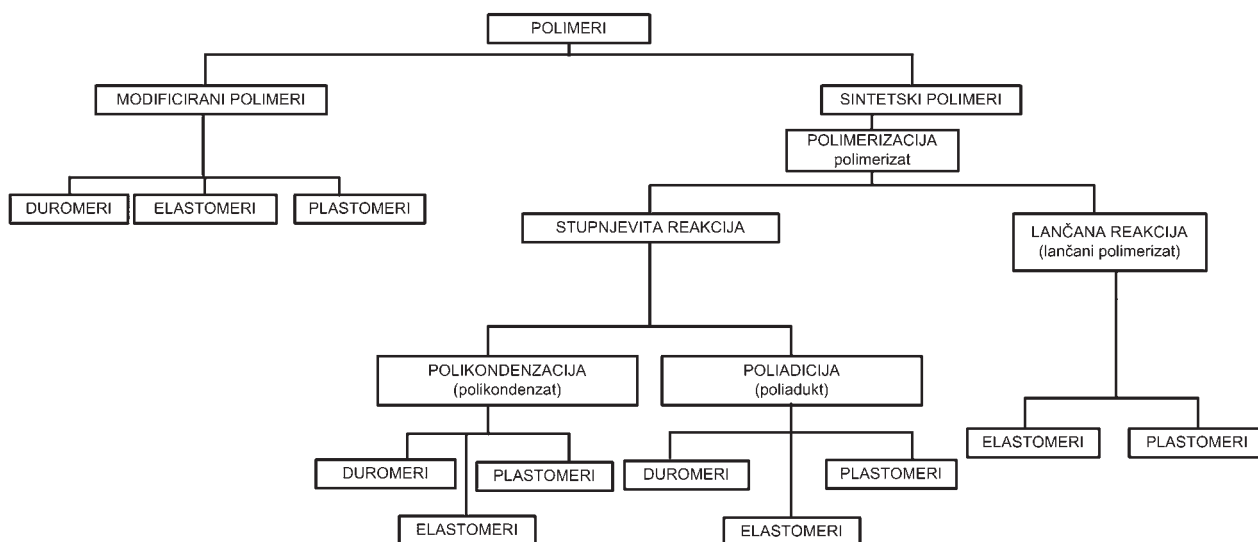 POLIMERI
MODIFICIRANI POLIMERI
SINTETSKI POLIMERI
POLIMERIZACIJA
polimerizat
DUROMERI
ELASTOMERI
PLASTOMERI
STUPNJEVITA REAKCIJA
LANČANA REAKCIJA
(lančani polimerizat)
POLIKONDENZACIJA
(polikondenzat)
POLIADICIJA
(poliadukt)
ELASTOMERI
PLASTOMERI
DUROMERI
PLASTOMERI
DUROMERI
PLASTOMERI
ELASTOMERI
ELASTOMERI